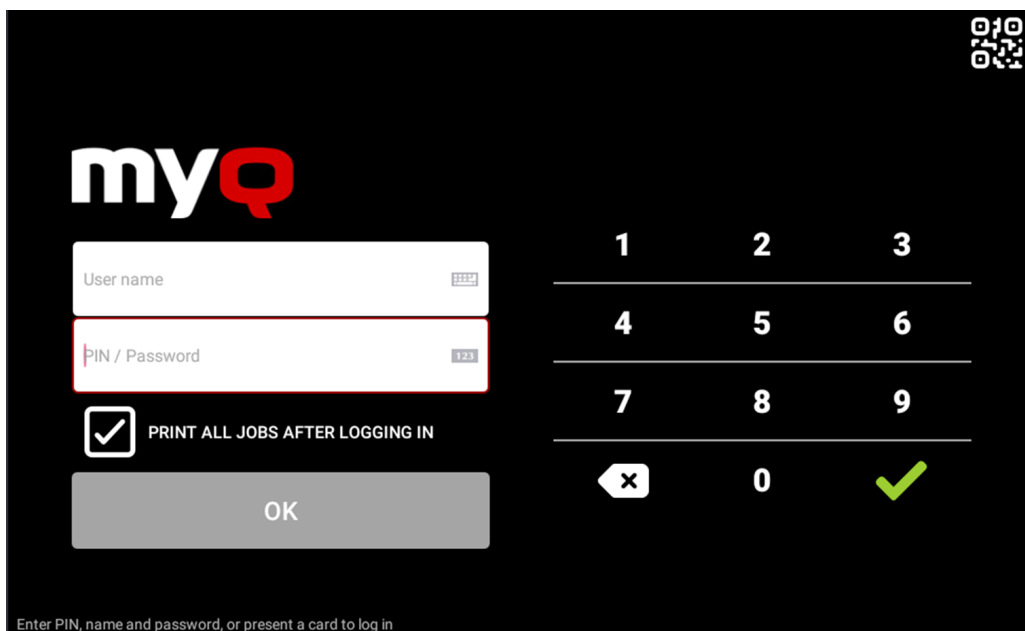 myQ
User name
PIN / Password
123
PRINT ALL JOBS AFTER LOGGING IN
OK
1 2 3
4 5 6
7 8 9
0
Enter PIN, name and password, or present a card to log in